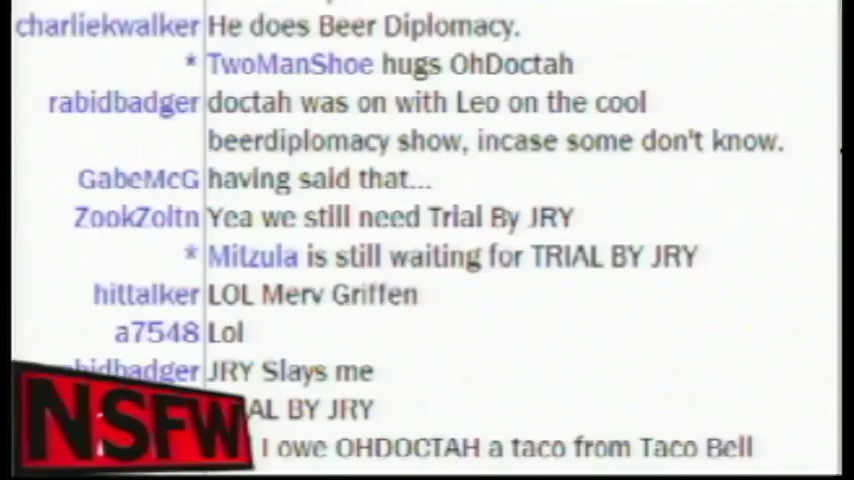 charliekwalker He does Beer Diplomacy.
* TwoManShoe hugs OhDoctah
rabidbadger doctah was on with Leo on the cool
beerdiplomacy show, incase some don't know.
GabeMcG having said that...
ZookZoltn Yea we still need Trial By JRY
* Mitzula is still waiting for TRIAL BY JRY
hittalker LOL Merv Griffen
a7548 Lol
bidbadger JRY Slays me
AL BY JRY
I owe OHDOCTAH a taco from Taco Bell
NSFW